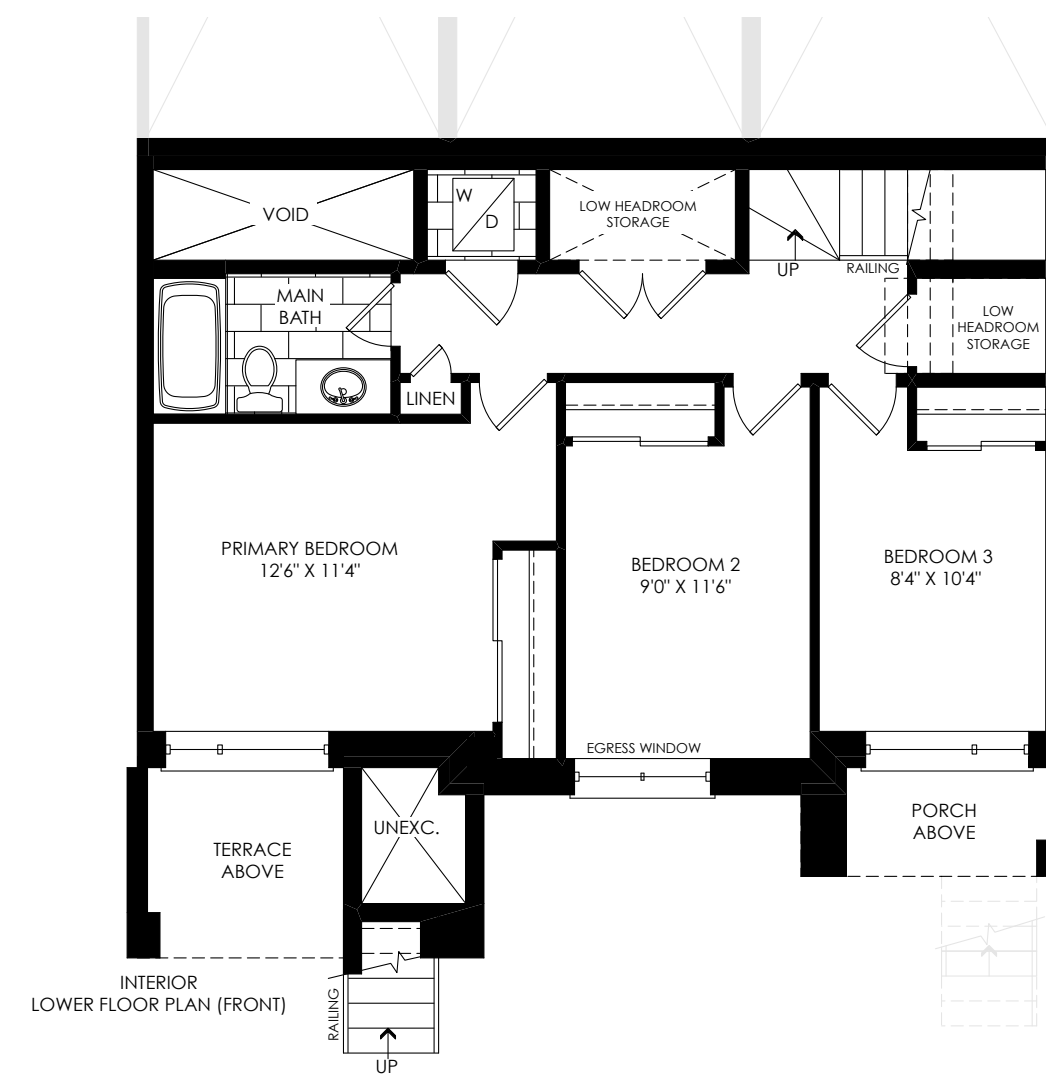 VOID
W
D
LOW HEADROOM
STORAGE
UP
RAILING
MAIN
BATH
LOW
HEADROOM
STORAGE
LINEN
PRIMARY BEDROOM
12'6" X 11'4"
BEDROOM 2
9'0" X 11'6"
BEDROOM 3
8'4" X 10'4"
EGRESS WINDOW
UNEXC.
TERRACE
ABOVE
PORCH
ABOVE
INTERIOR
LOWER FLOOR PLAN (FRONT)
RAILING
UP